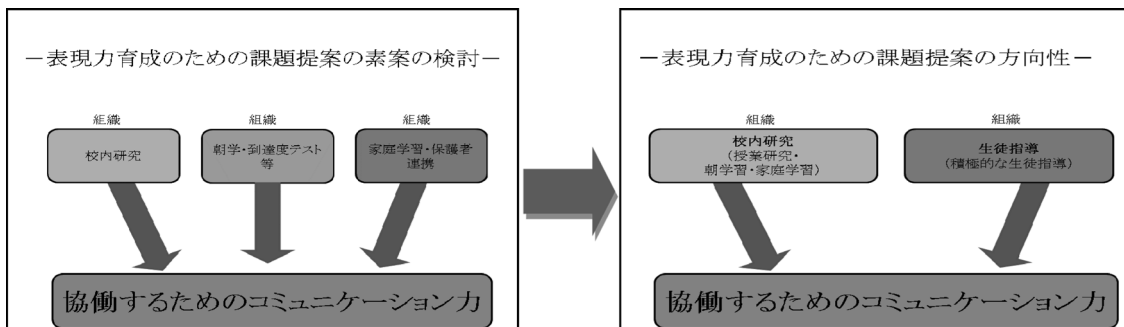 －表現力育成のための課題提案の素案の検討－
組織
組織
組織
校内研究
朝学・到達度テスト
等
家庭学習・保護者
連携
協働するためのコミュニケーション力
－表現力育成のための課題提案の方向性－
組織
組織
校内研究
(授業研究・
朝学習・家庭学習)
生徒指導
(積極的な生徒指導)
協働するためのコミュニケーション力